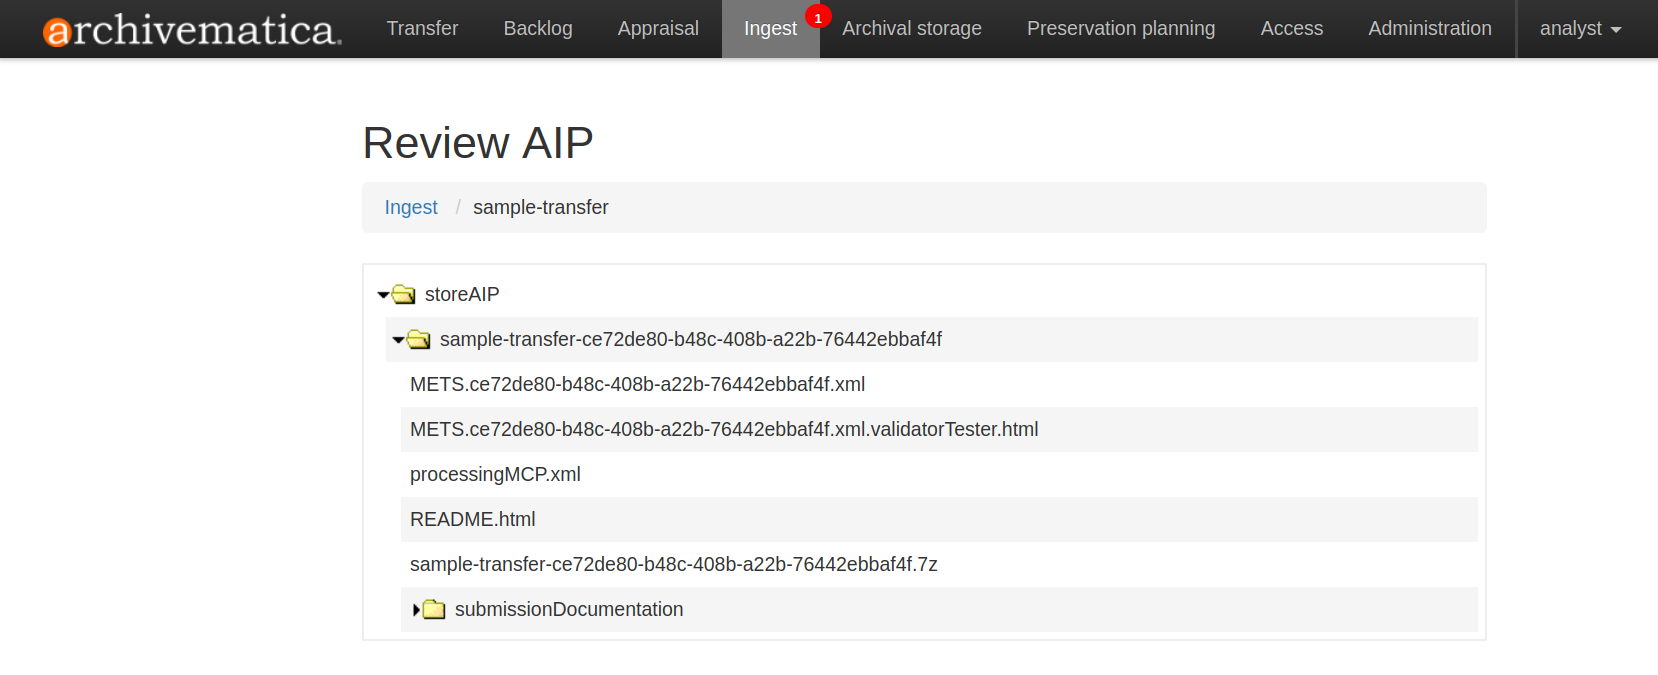 archivematica. Transfer Backlog Appraisal Ingest 1 Archival storage Preservation planning Access Administration analyst
Review AIP
Ingest / sample-transfer
storeAIP
sample-transfer-ce72de80-b48c-408b-a22b-76442ebbaf4f
METS.ce72de80-b48c-408b-a22b-76442ebbaf4f.xml
METS.ce72de80-b48c-408b-a22b-76442ebbaf4f.xml.validatorTester.html
processingMCP.xml
README.html
sample-transfer-ce72de80-b48c-408b-a22b-76442ebbaf4f.7z
submissionDocumentation